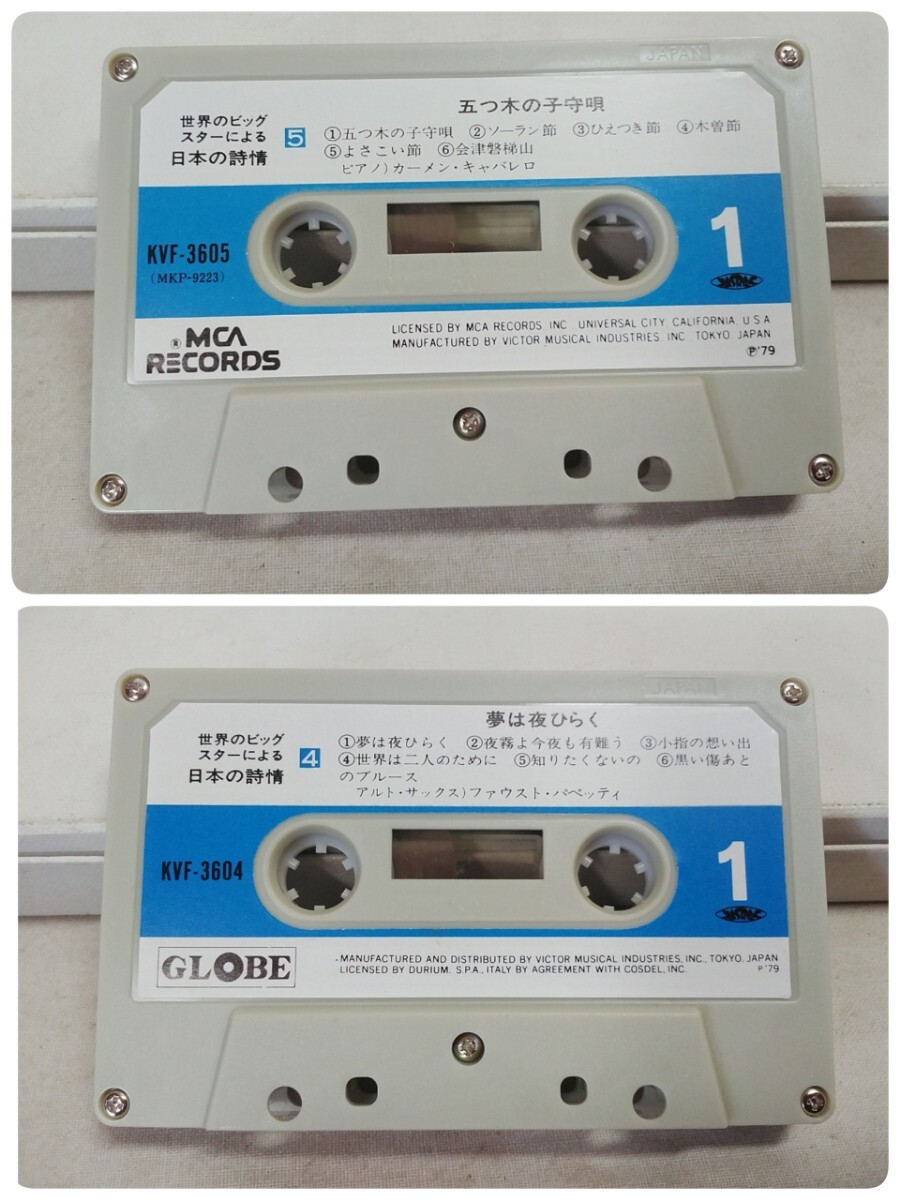 JAPAN
世界のビッグ
スターによる
日本の詩情
5
五つ木の子守唄
①五つ木の子守唄 ②ソーラン節 ③ひえつき節 ④木曽節
⑤よさこい節 ⑥会津磐梯山
ピアノ)カーメン・キャバレロ
KVF-3605
(MKP-9223)
1
JASRAC
MCA
RECORDS
LICENSED BY MCA RECORDS, INC., UNIVERSAL CITY, CALIFORNIA, U.S.A.
MANUFACTURED BY VICTOR MUSICAL INDUSTRIES, INC. TOKYO, JAPAN
Ⓟ'79
JAPAN
世界のビッグ
スターによる
日本の詩情
4
夢は夜ひらく
①夢は夜ひらく ②夜霧よ今夜も有難う ③小指の想い出
④世界は二人のために ⑤知りたくないの ⑥黒い傷あと
のブルース
アルト・サックス)ファウスト・パペッティ
KVF-3604
1
JASRAC
GLOBE
MANUFACTURED AND DISTRIBUTED BY VICTOR MUSICAL INDUSTRIES, INC., TOKYO, JAPAN
LICENSED BY DURIUM. S.P.A., ITALY BY AGREEMENT WITH COSDEL, INC.
Ⓟ'79